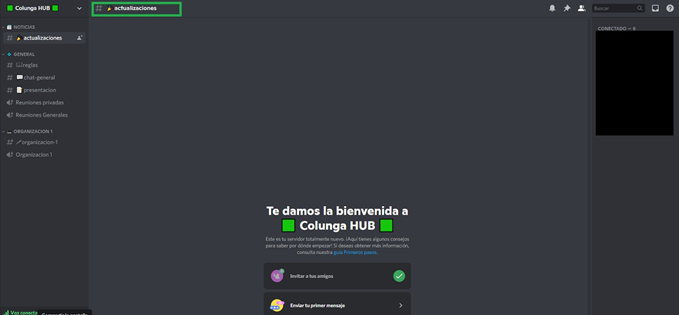 Colunga HUB
NOTICIAS
actualizaciones
GENERAL
reglas
chat-general
presentacion
Reuniones privadas
Reuniones Generales
ORGANIZACION 1
organizacion-1
Organizacion 1
Voz conecta
actualizaciones
Buscar
CONECTADO — 6
Te damos la bienvenida a
Colunga HUB
Este es tu servidor totalmente nuevo. ¡Aquí tienes algunos consejos
para saber por dónde empezar! Si deseas obtener más información,
consulta nuestra guía Primeros pasos.
Invitar a tus amigos
Enviar tu primer mensaje